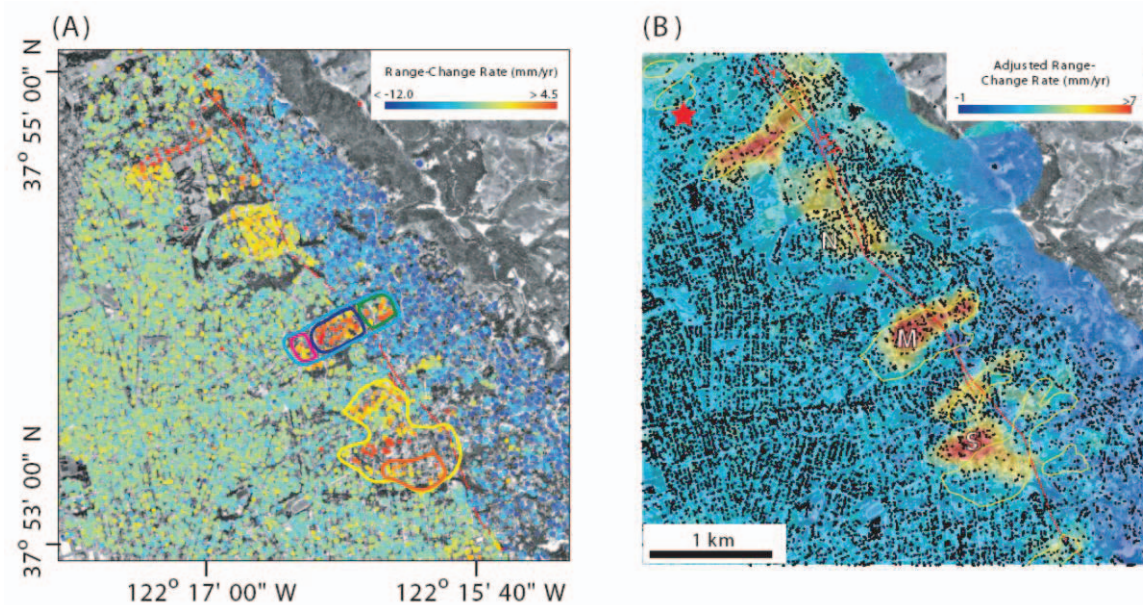 (A)
(B)
Range-Change Rate (mm/yr)
< -12.0
> 4.5
Adjusted Range-
Change Rate (mm/yr)
-1
>7
37° 55' 00" N
37° 53' 00" N
N
M
S
1 km
122° 17' 00" W
122° 15' 40" W